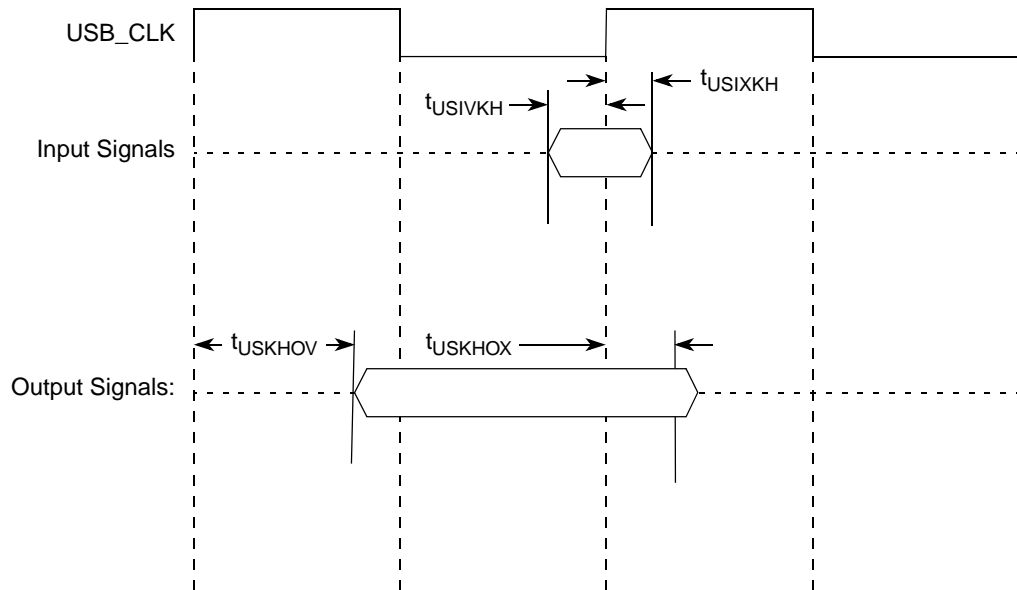 USB_CLK
tUSIXKH
tUSIVKH
Input Signals
tUSKHOV
tUSKHOX
Output Signals: